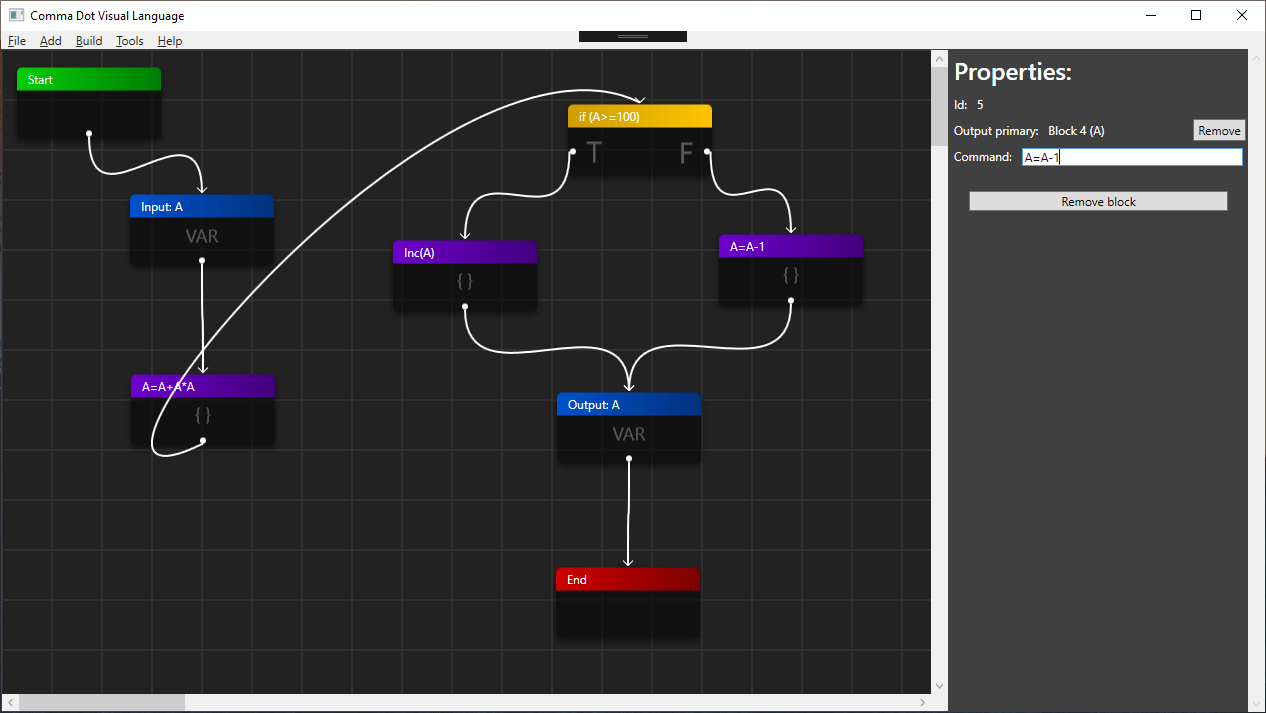 Comma Dot Visual Language
File Add Build Tools Help
Start
Input: A
VAR
A=A+A*A
{ }
if (A>=100)
T F
Inc(A)
{ }
A=A-1
{ }
Output: A
VAR
End
Properties:
Id: 5
Output primary: Block 4 (A) Remove
Command: A=A-1
Remove block